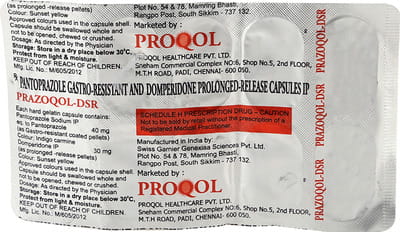 (as prolonged-release pellets)
Colour: Sunset yellow
Approved colours used in the capsule shell.
Capsule should be swallowed whole and
not to be opened, chewed or crushed.
Dosage: As directed by the Physician
Storage: Store in a dry place below 30°C.
Protect from light & moisture.
KEEP OUT OF REACH OF CHILDREN.
Mfg. Lic. No.: M/605/2012
Plot No. 54 & 78, Mamring Bhasti,
Rangpo Post, South Sikkim - 737 132.
Marketed by :
PROQOL
PROQOL HEALTHCARE PVT. LTD.
Sneham Commercial Complex No:6, Shop No.5, 2nd FLOOR,
M.T.H ROAD, PADI, CHENNAI- 600 050.
PANTOPRAZOLE GASTRO-RESISTANT AND DOMPERIDONE PROLONGED-RELEASE CAPSULES IP
PRAZOQOL-DSR
Each hard gelatin capsule contains:
Pantoprazole Sodium IP
Eq. to Pantoprazole 40 mg
(as Gastro-resistant coated pellets)
Colour: Indigo carmine
Domperidone IP 30 mg
(as prolonged-release pellets)
Colour: Sunset yellow
Approved colours used in the capsule shell.
Capsule should be swallowed whole and
not to be opened, chewed or crushed.
Dosage: As directed by the Physician
Storage: Store in a dry place below 30°C.
Protect from light & moisture.
KEEP OUT OF REACH OF CHILDREN.
Mfg. Lic. No.: M/605/2012
SCHEDULE H PRESCRIPTION DRUG – CAUTION
Not to be sold by retail without the prescription of a
Registered Medical Practitioner.
Manufactured in India by:
Swiss Garnier Genexiaa Sciences Pvt. Ltd.
Plot No. 54 & 78, Mamring Bhasti,
Rangpo Post, South Sikkim - 737 132.
Marketed by :
PROQOL
PROQOL HEALTHCARE PVT. LTD.
Sneham Commercial Complex No:6, Shop No.5, 2nd FLOOR,
M.T.H ROAD, PADI, CHENNAI- 600 050.
PRAZOQOL-DSR
PRAZOQOL-DSR